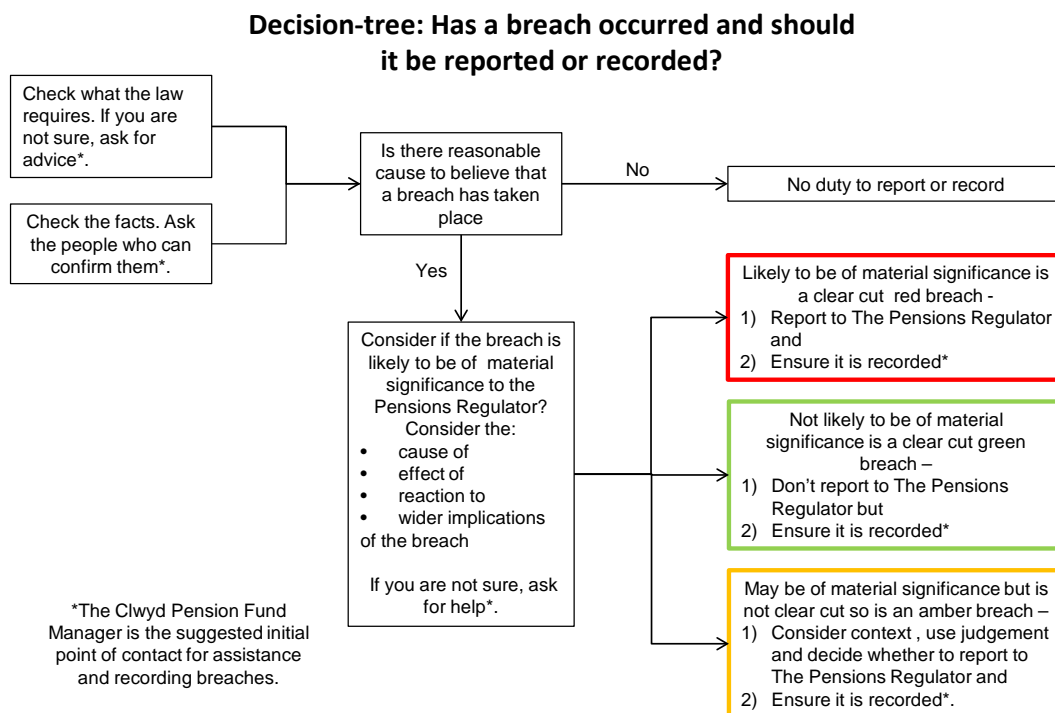 Decision-tree: Has a breach occurred and should
it be reported or recorded?
Check what the law
requires. If you are
not sure, ask for
advice*.
Check the facts. Ask
the people who can
confirm them*.
Is there reasonable
cause to believe that
a breach has taken
place
No
No duty to report or record
Yes
Consider if the breach is
likely to be of  material
significance to the
Pensions Regulator?
Consider the:
• cause of
• effect of
• reaction to
• wider implications
of the breach
If you are not sure, ask
for help*.
Likely to be of material significance is
a clear cut  red breach -
1) Report to The Pensions Regulator
and
2) Ensure it is recorded*
Not likely to be of material
significance is a clear cut green
breach –
1) Don’t report to The Pensions
Regulator but
2) Ensure it is recorded*
May be of material significance but is
not clear cut so is an amber breach –
1) Consider context , use judgement
and decide whether to report to
The Pensions Regulator and
2) Ensure it is recorded*.
*The Clwyd Pension Fund
Manager is the suggested initial
point of contact for assistance
and recording breaches.